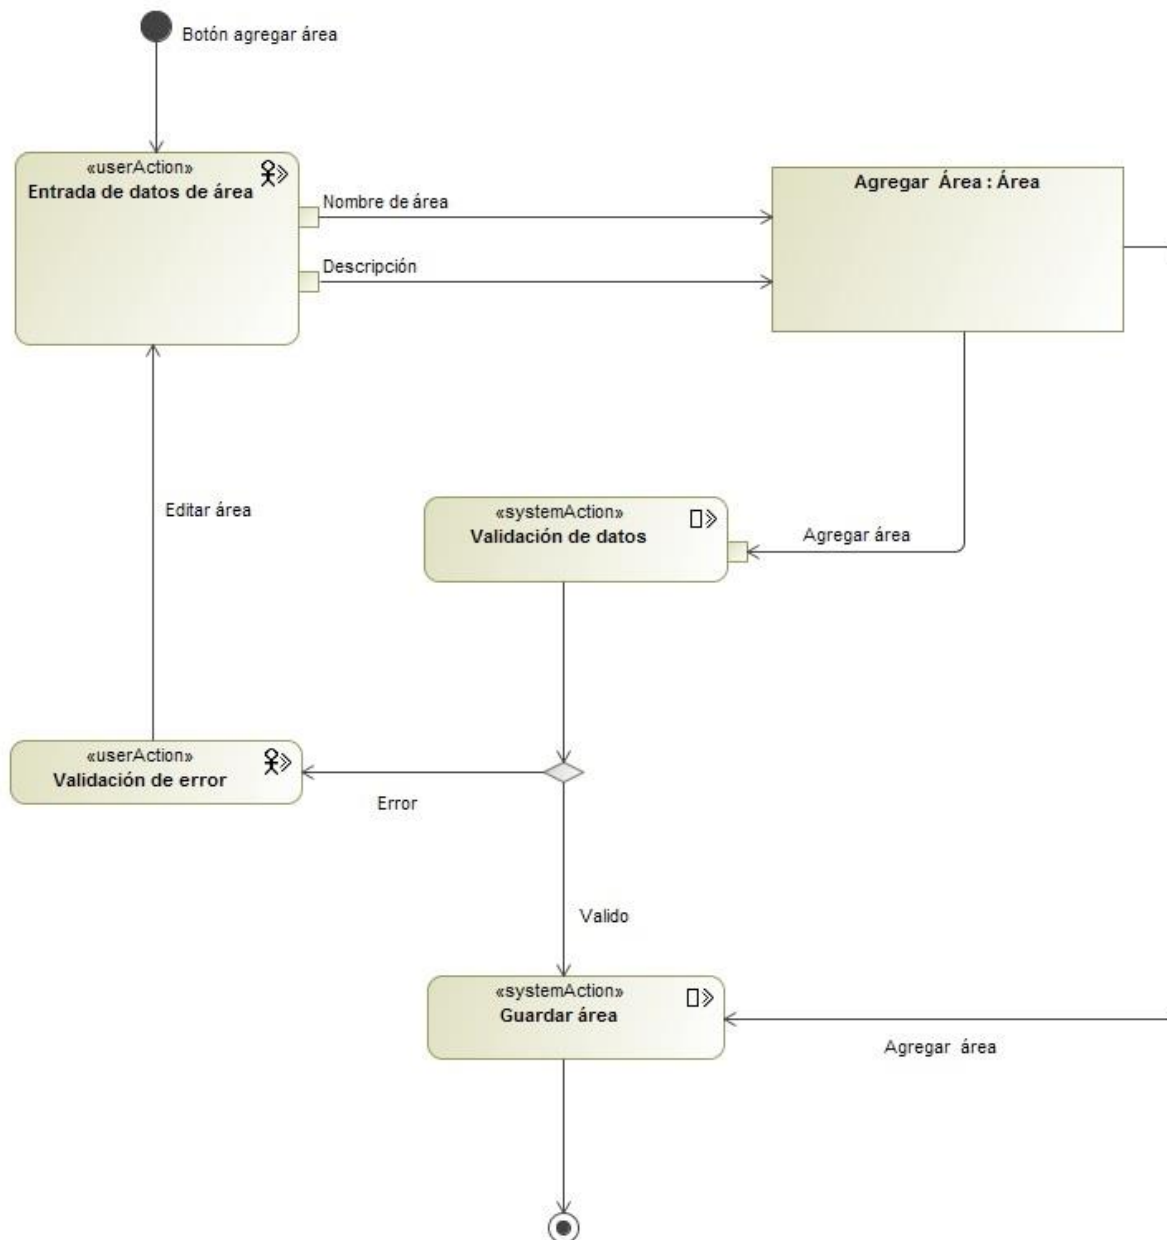 Botón agregar área
«userAction»
Entrada de datos de área
Nombre de área
Descripción
Agregar Área : Área
Editar área
«systemAction»
Validación de datos
Agregar área
«userAction»
Validación de error
Error
Valido
«systemAction»
Guardar área
Agregar área